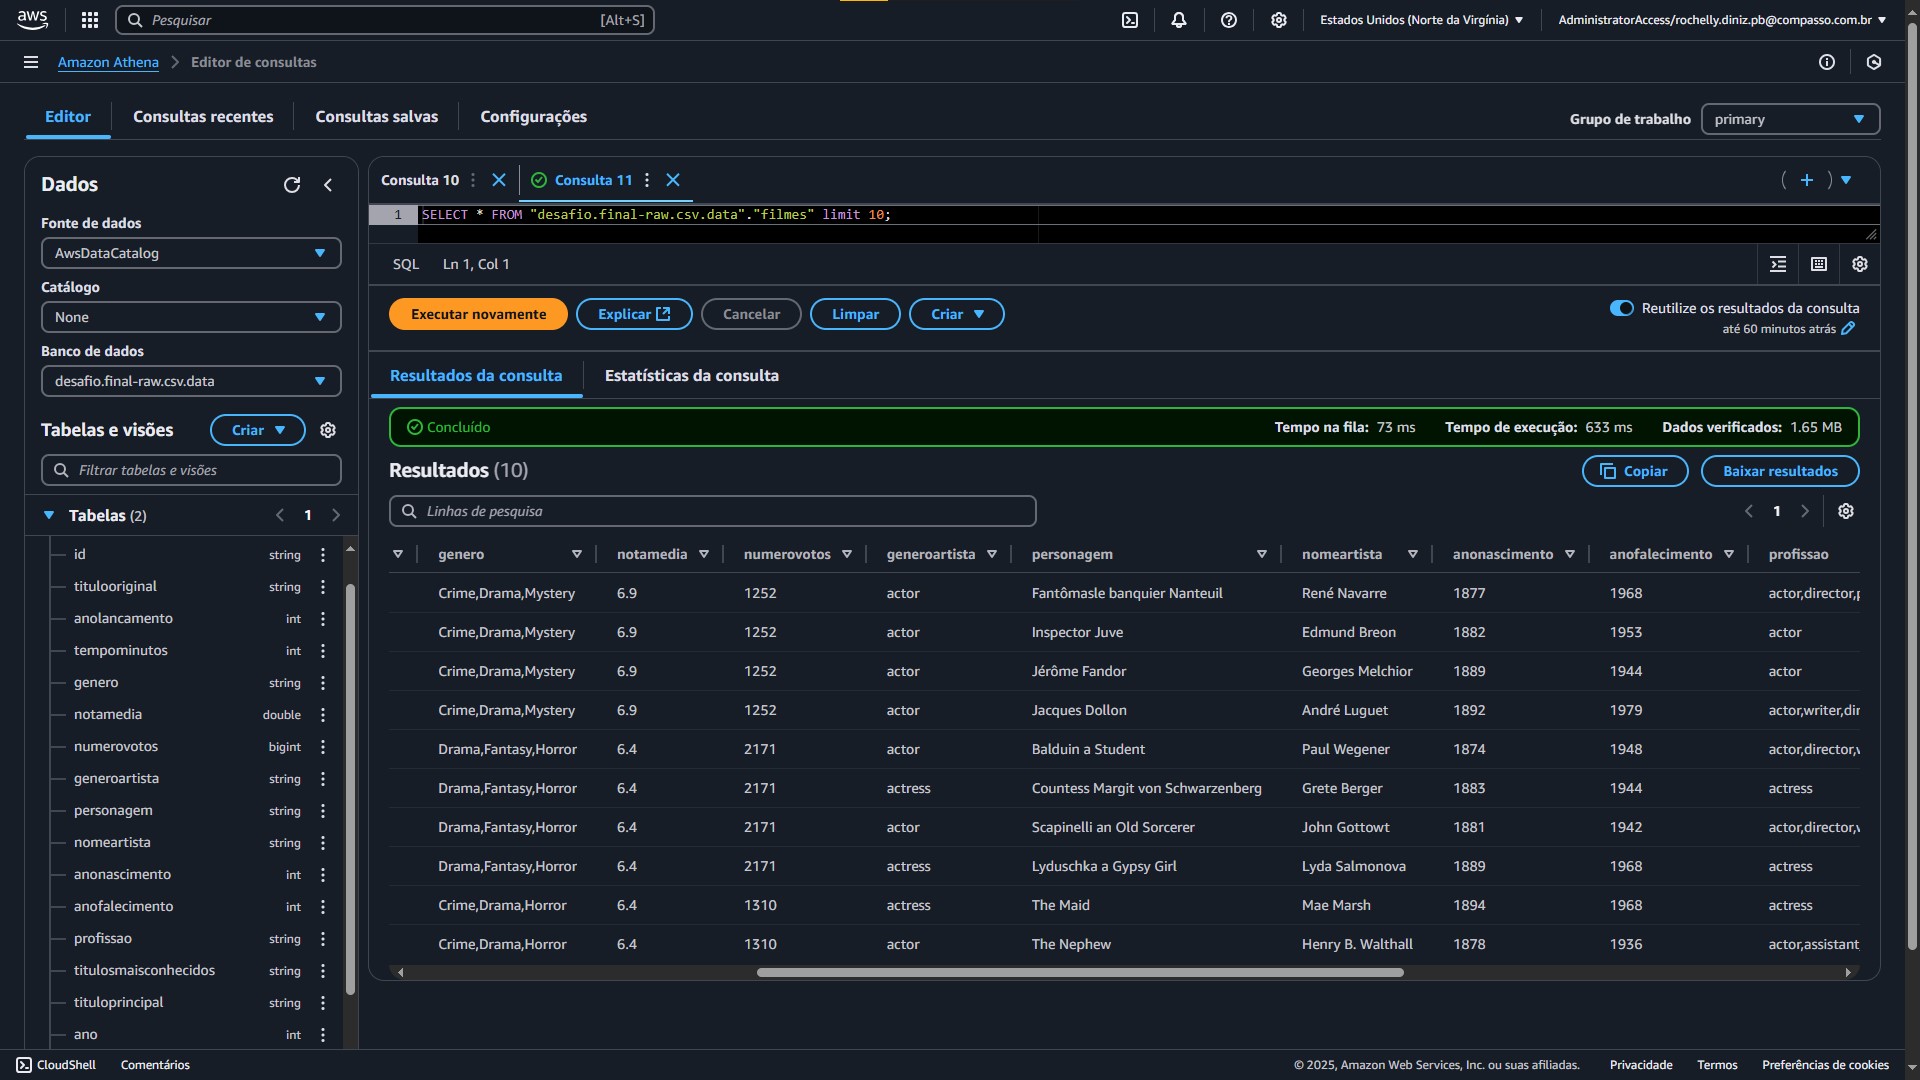 aws
Pesquisar [Alt+S]
Estados Unidos (Norte da Virgínia)
AdministratorAccess/rochelly.diniz.pb@compasso.com.br
Amazon Athena > Editor de consultas
Editor
Consultas recentes
Consultas salvas
Configurações
Grupo de trabalho primary
Dados
Fonte de dados
AwsDataCatalog
Catálogo
None
Banco de dados
desafio.final-raw.csv.data
Tabelas e visões Criar
Filtrar tabelas e visões
Tabelas (2) 1
id string
titulooriginal string
anolancamento int
tempominutos int
genero string
notamedia double
numerovotos bigint
generoartista string
personagem string
nomeartista string
anonascimento int
anofalecimento int
profissao string
titulosmaisconhecidos string
tituloprincipal string
ano int
Consulta 10
Consulta 11
1 SELECT * FROM "desafio.final-raw.csv.data"."filmes" limit 10;
SQL Ln 1, Col 1
Executar novamente
Explicar
Cancelar
Limpar
Criar
Reutilize os resultados da consulta
até 60 minutos atrás
Resultados da consulta
Estatísticas da consulta
Concluído
Tempo na fila: 73 ms
Tempo de execução: 633 ms
Dados verificados: 1.65 MB
Resultados (10)
Copiar
Baixar resultados
Linhas de pesquisa
1
genero notamedia numerovotos generoartista personagem nomeartista anonascimento anofalecimento profissao
Crime,Drama,Mystery 6.9 1252 actor Fantômasle banquier Nanteuil René Navarre 1877 1968 actor,director,p
Crime,Drama,Mystery 6.9 1252 actor Inspector Juve Edmund Breon 1882 1953 actor
Crime,Drama,Mystery 6.9 1252 actor Jérôme Fandor Georges Melchior 1889 1944 actor
Crime,Drama,Mystery 6.9 1252 actor Jacques Dollon André Luguet 1892 1979 actor,writer,dir
Drama,Fantasy,Horror 6.4 2171 actor Balduin a Student Paul Wegener 1874 1948 actor,director,w
Drama,Fantasy,Horror 6.4 2171 actress Countess Margit von Schwarzenberg Grete Berger 1883 1944 actress
Drama,Fantasy,Horror 6.4 2171 actor Scapinelli an Old Sorcerer John Gottowt 1881 1942 actor,director,w
Drama,Fantasy,Horror 6.4 2171 actress Lyduschka a Gypsy Girl Lyda Salmonova 1889 1968 actress
Crime,Drama,Horror 6.4 1310 actress The Maid Mae Marsh 1894 1968 actress
Crime,Drama,Horror 6.4 1310 actor The Nephew Henry B. Walthall 1878 1936 actor,assistant
CloudShell
Comentários
© 2025, Amazon Web Services, Inc. ou suas afiliadas.
Privacidade
Termos
Preferências de cookies